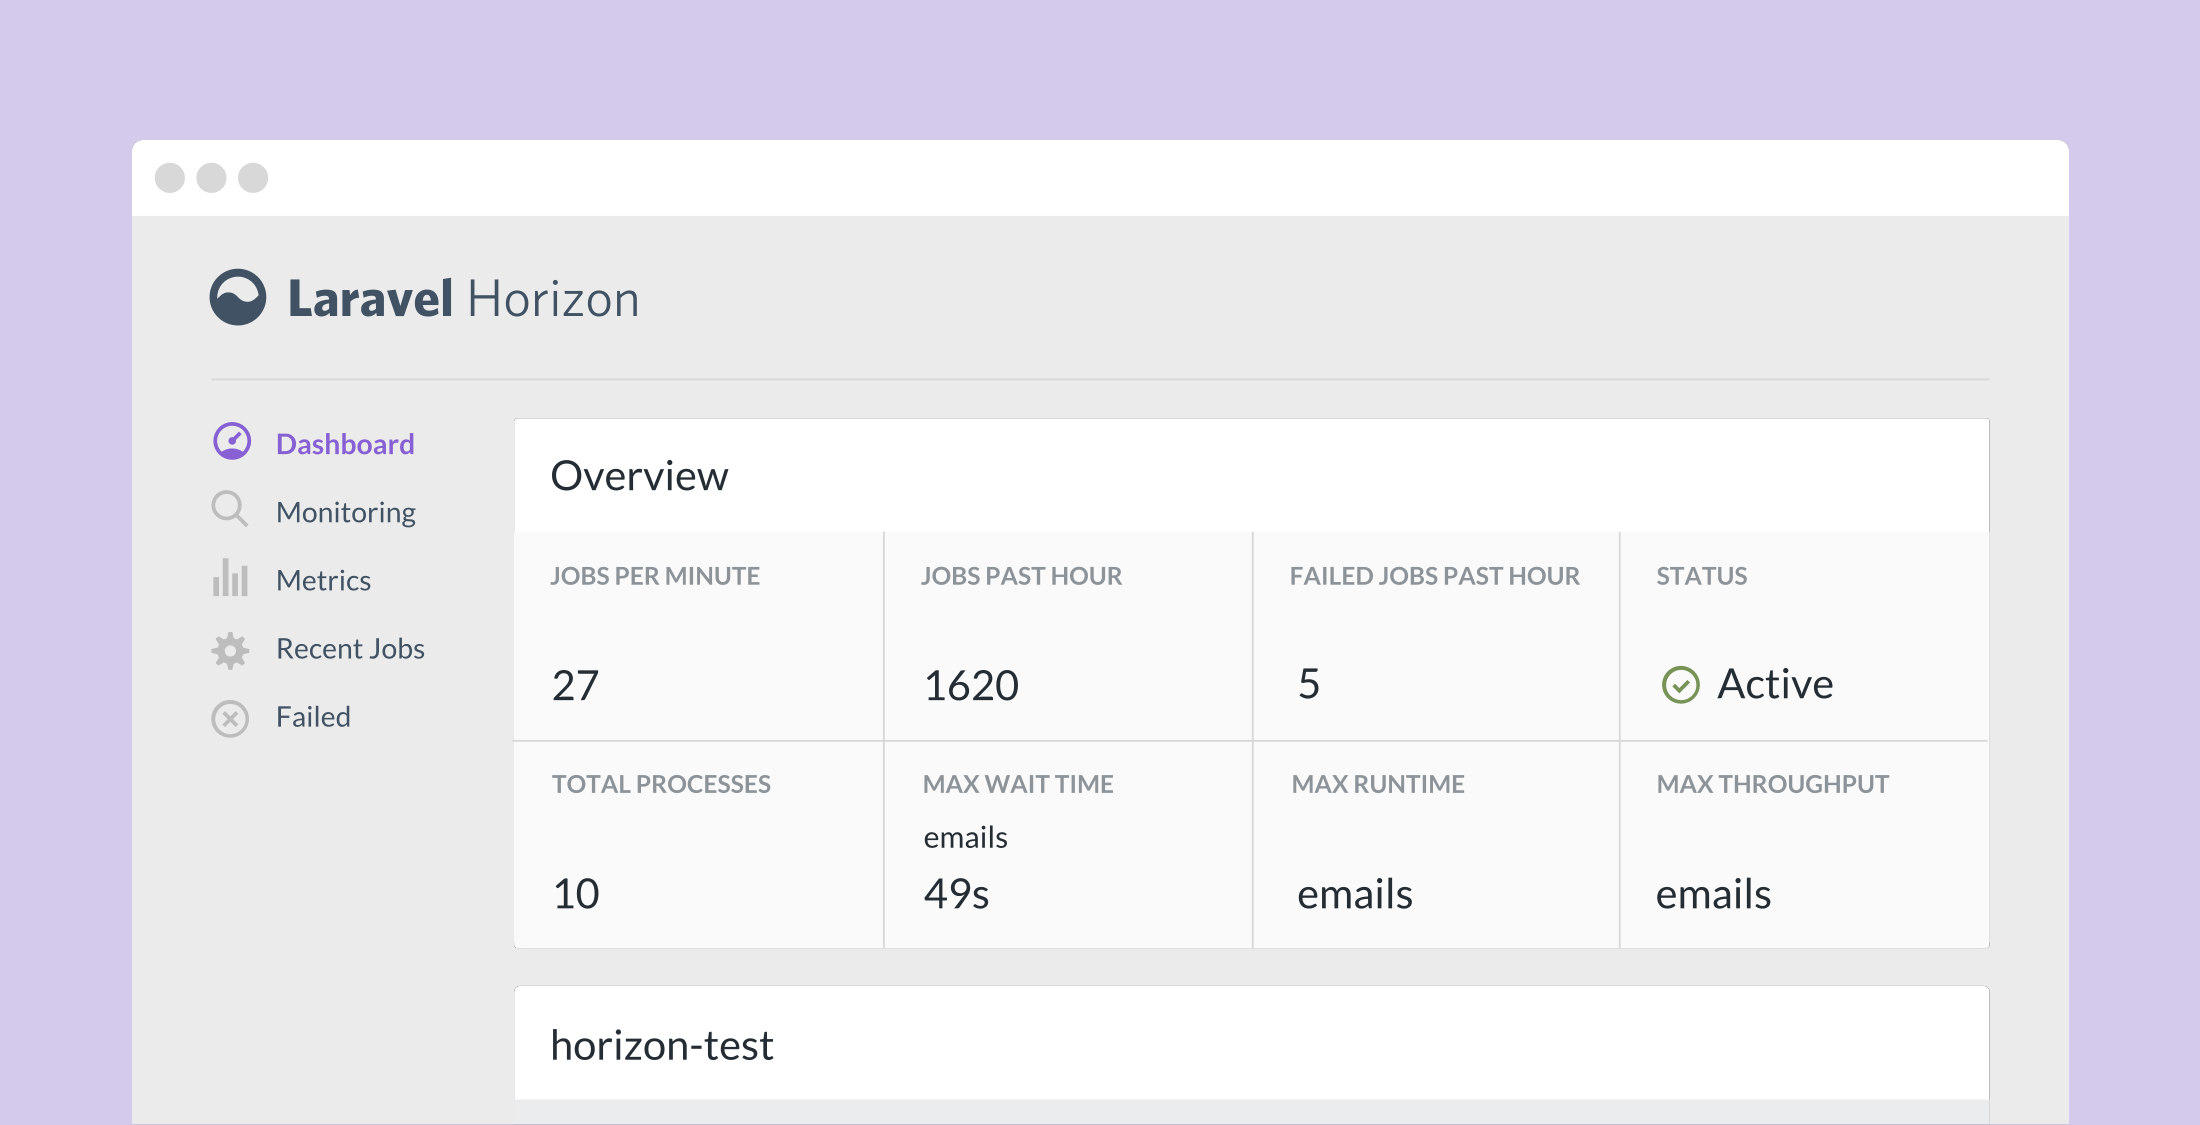 Laravel Horizon
Dashboard
Monitoring
Metrics
Recent Jobs
Failed
Overview
JOBS PER MINUTE
27
JOBS PAST HOUR
1620
FAILED JOBS PAST HOUR
5
STATUS
Active
TOTAL PROCESSES
10
MAX WAIT TIME
emails
49s
MAX RUNTIME
emails
MAX THROUGHPUT
emails
horizon-test